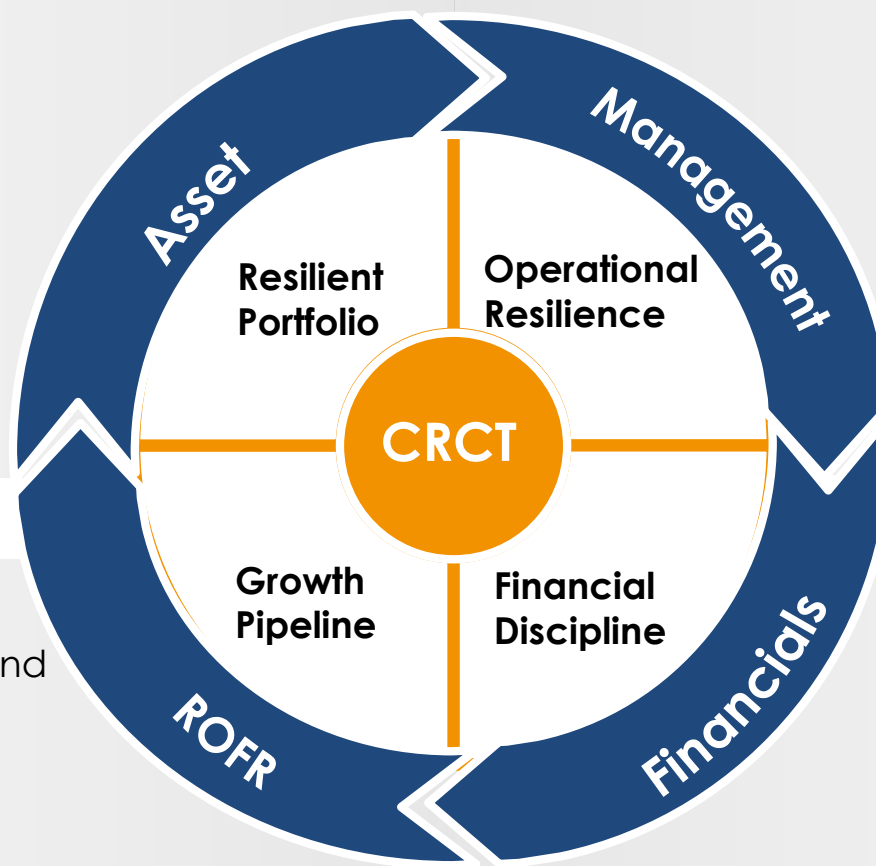 Asset
Management
Resilient
Portfolio
Operational
Resilience
CRCT
Growth
Pipeline
Financial
Discipline
nd
ROFR
Financials